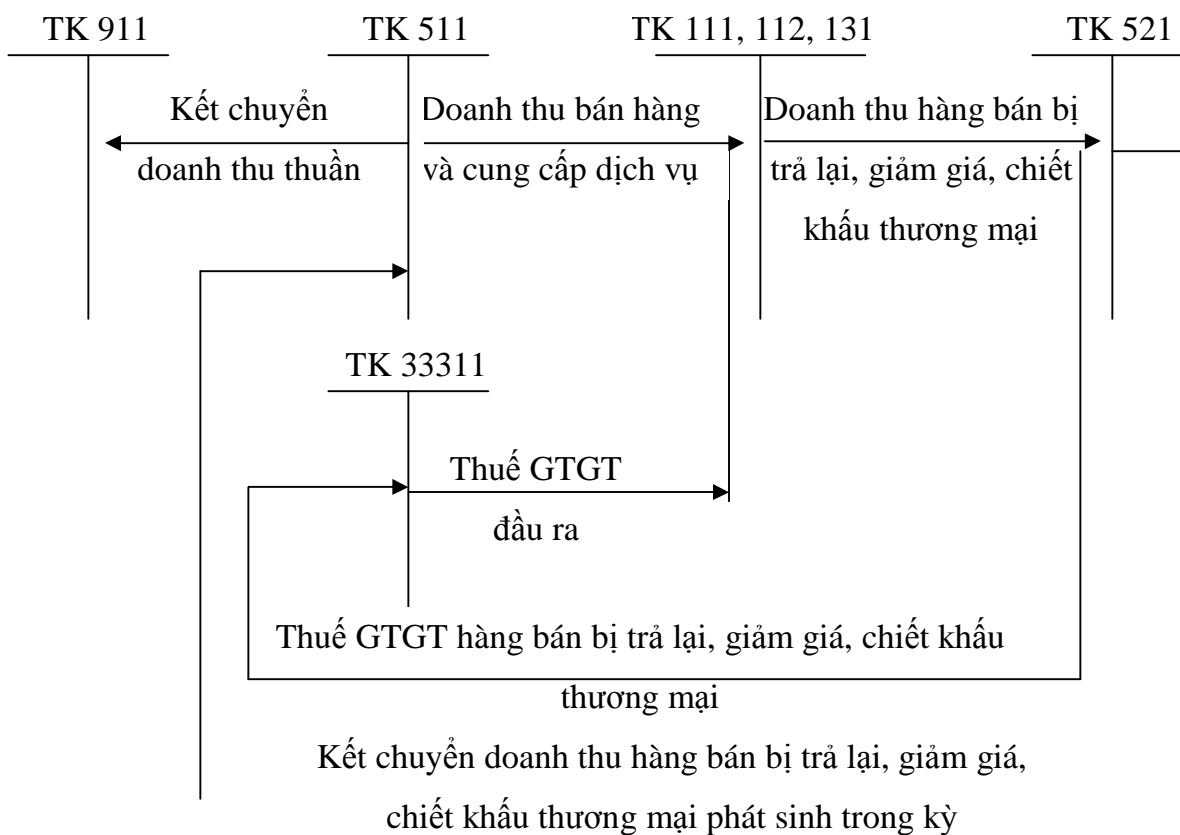 TK 911
TK 511
TK 111, 112, 131
TK 521
Kết chuyển
doanh thu thuần
Doanh thu bán hàng
và cung cấp dịch vụ
Doanh thu hàng bán bị
trả lại, giảm giá, chiết
khấu thương mại
TK 33311
Thuế GTGT
đầu ra
Thuế GTGT hàng bán bị trả lại, giảm giá, chiết khấu
thương mại
Kết chuyển doanh thu hàng bán bị trả lại, giảm giá,
chiết khấu thương mại phát sinh trong kỳ